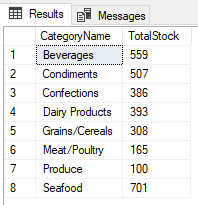 Results Messages
CategoryName TotalStock
1 Beverages 559
2 Condiments 507
3 Confections 386
4 Dairy Products 393
5 Grains/Cereals 308
6 Meat/Poultry 165
7 Produce 100
8 Seafood 701